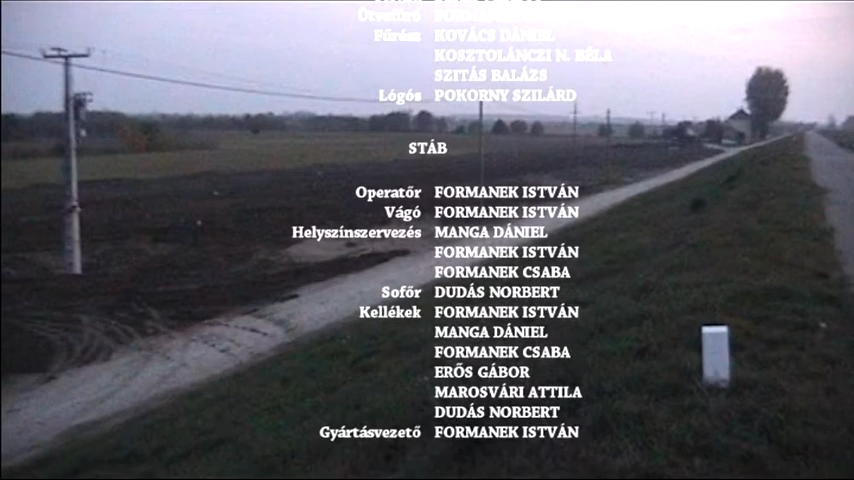 Fűrész KOVÁCS DÁNIEL
KOSZTOLÁNCZI N. BÉLA
SZITÁS BALÁZS
Lógós POKORNY SZILÁRD
STÁB
Operatőr FORMANEK ISTVÁN
Vágó FORMANEK ISTVÁN
Helyszínszervezés MANGA DÁNIEL
FORMANEK ISTVÁN
FORMANEK CSABA
Sofőr DUDÁS NORBERT
Kellékek FORMANEK ISTVÁN
MANGA DÁNIEL
FORMANEK CSABA
ERŐS GÁBOR
MAROSVÁRI ATTILA
DUDÁS NORBERT
Gyártásvezető FORMANEK ISTVÁN